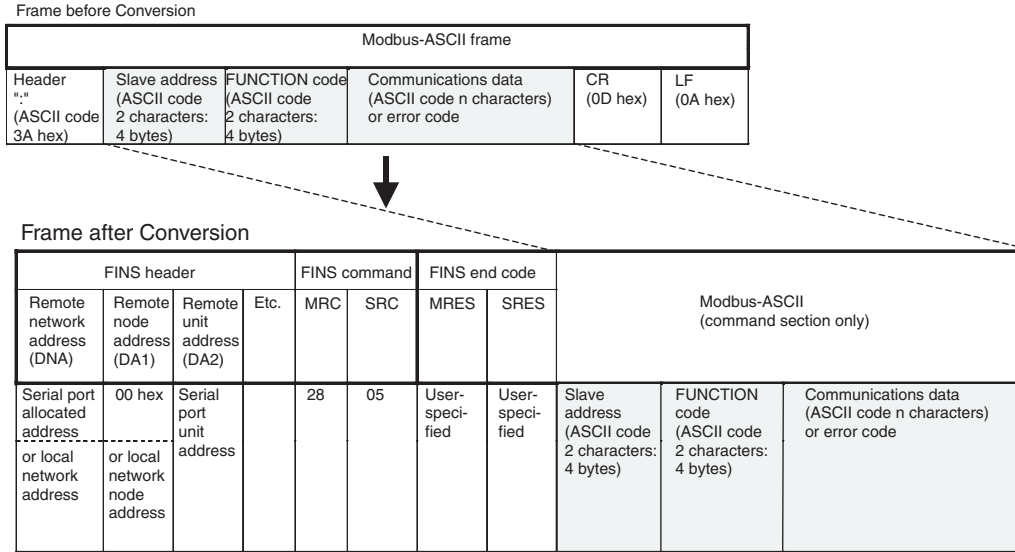 Frame before Conversion
Modbus-ASCII frame
Header
":"
(ASCII code
3A hex)
Slave address
(ASCII code
2 characters:
4 bytes)
FUNCTION code
(ASCII code
2 characters:
4 bytes)
Communications data
(ASCII code n characters)
or error code
CR
(0D hex)
LF
(0A hex)
Frame after Conversion
FINS header
FINS command
FINS end code
Modbus-ASCII
(command section only)
Remote
network
address
(DNA)
Remote
node
address
(DA1)
Remote
unit
address
(DA2)
Etc.
MRC
SRC
MRES
SRES
Serial port
allocated
address
or local
network
address
00 hex
or local
network
node
address
Serial
port
unit
address
28
05
User-
speci-
fied
User-
speci-
fied
Slave
address
(ASCII code
2 characters:
4 bytes)
FUNCTION
code
(ASCII code
2 characters:
4 bytes)
Communications data
(ASCII code n characters)
or error code